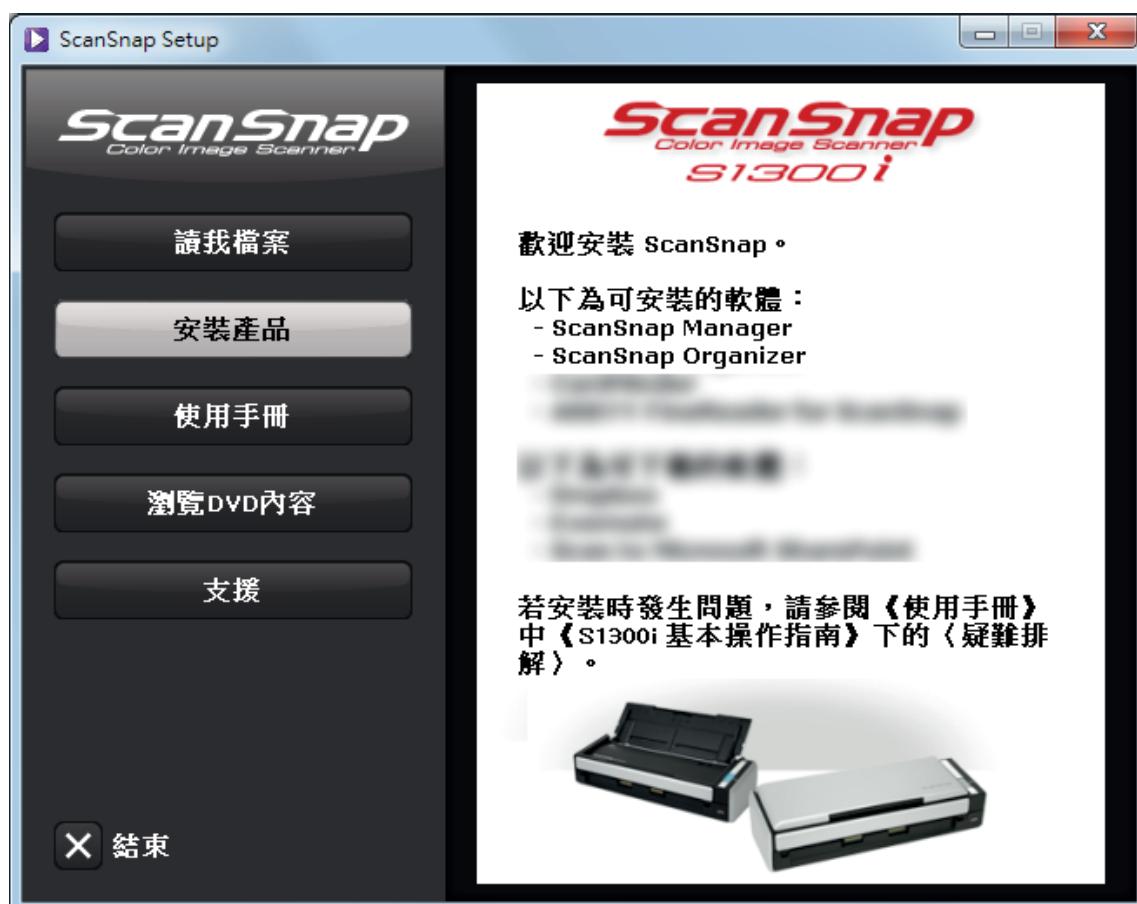 ScanSnap Setup
ScanSnap
Color Image Scanner
讀我檔案
安裝產品
使用手冊
瀏覽DVD內容
支援
結束
ScanSnap
Color Image Scanner
S1300i
歡迎安裝 ScanSnap。
以下為可安裝的軟體：
- ScanSnap Manager
- ScanSnap Organizer
若安裝時發生問題，請參閱《使用手冊》
中《S1300i 基本操作指南》下的〈疑難排
解〉。